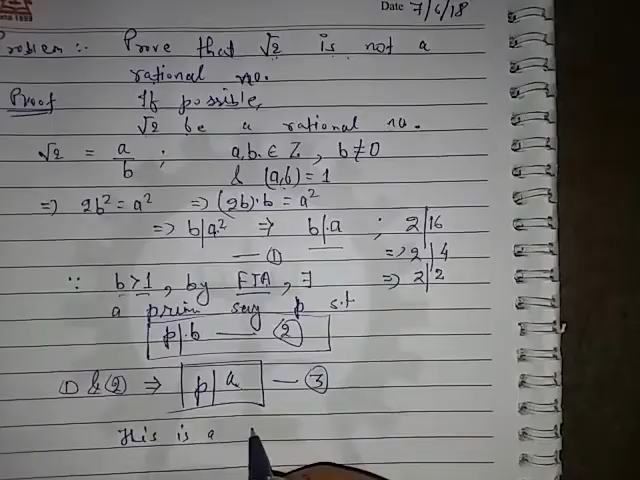 Date 7/6/18
Problem :- Prove that √2 is not a
rational no.
Proof If possible,
√2 be a rational no.
√2 = a/b ; a,b ∈ Z, b≠0
& (a,b) = 1
=> 2b² = a² => (2b)·b = a²
=> b|a² => b|a ; 2|16
— ① => 2|4
∵ b>1, by FTA, ∃ => 2|2
a prim say p s.t
p|b — ②
① & ② => p|a — ③
This is a